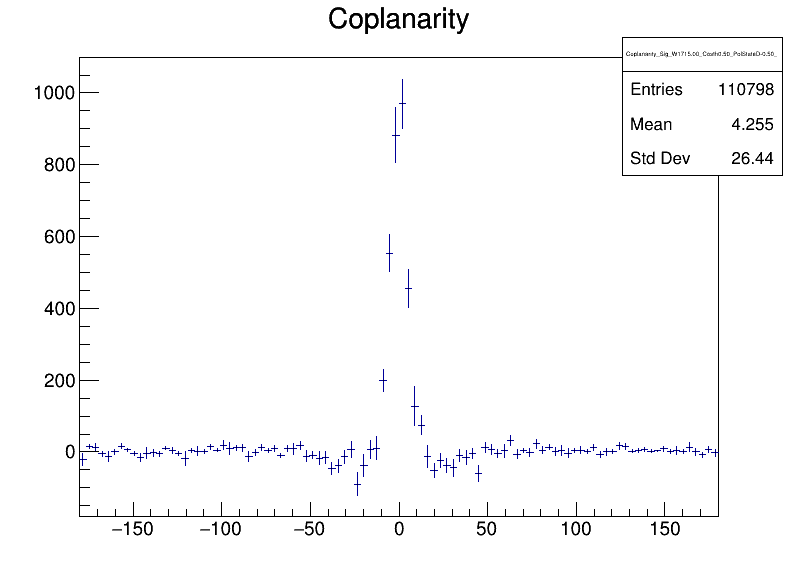 Coplanarity
Coplanarity_Sig_W1715.00_Costh0.50_PolStateD-0.50_
Entries 110798
Mean 4.255
Std Dev 26.44
1000
800
600
400
200
0
−150 −100 −50 0 50 100 150